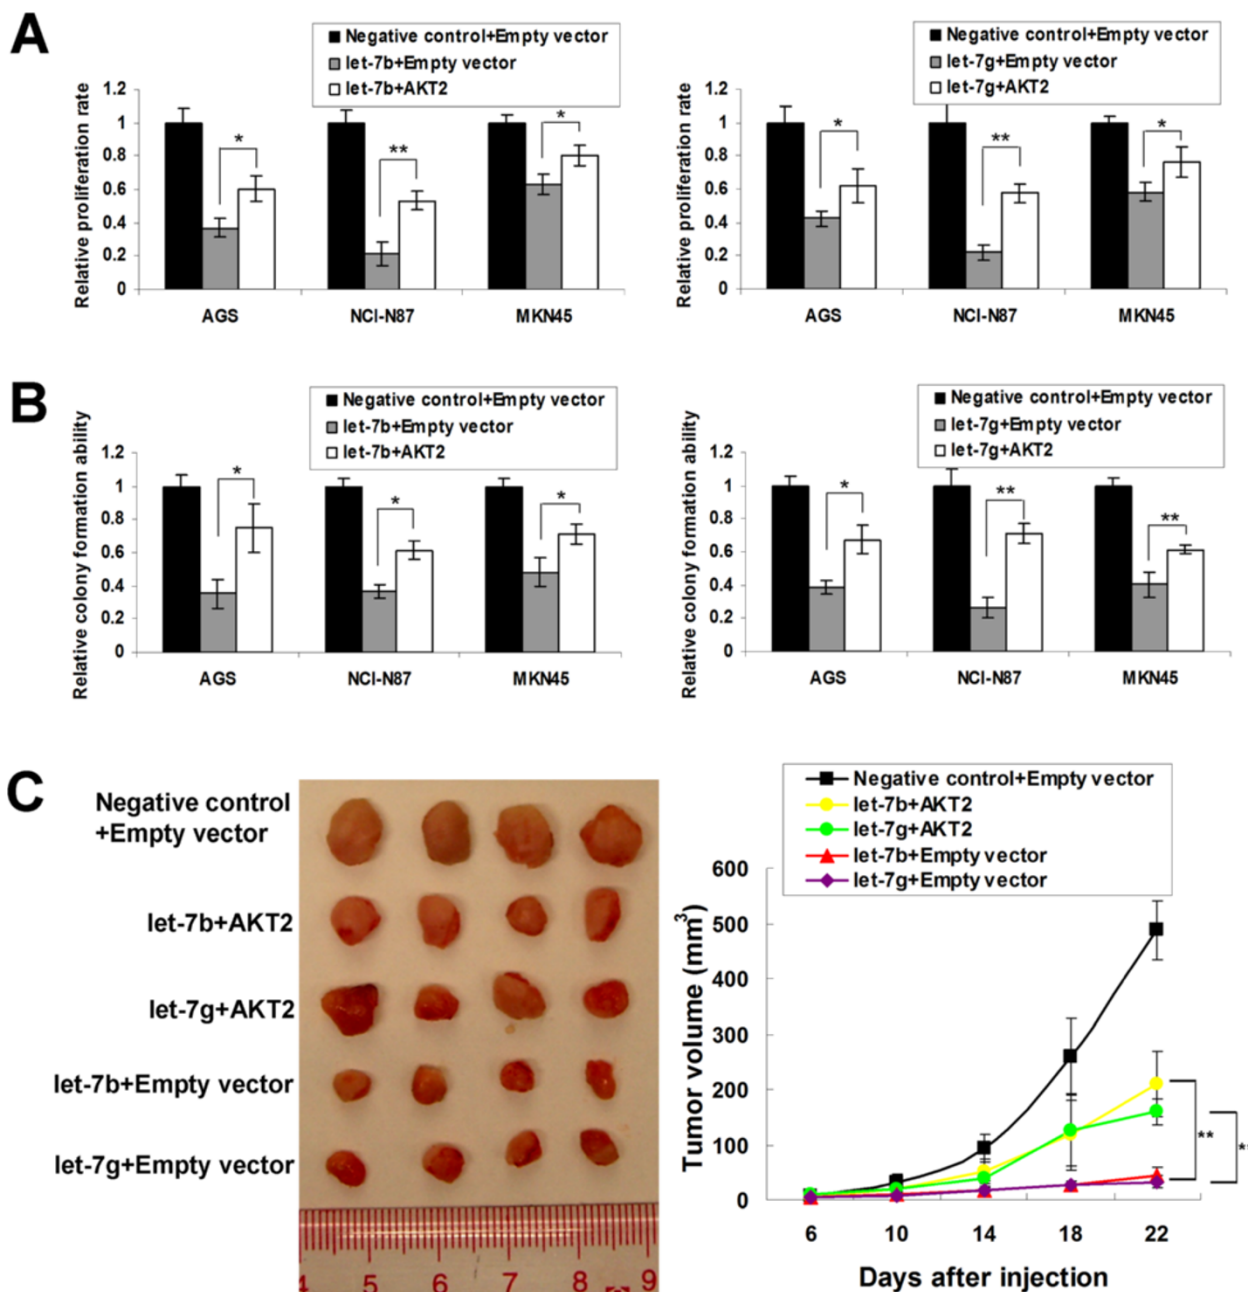 A
Negative control+Empty vector
let-7b+Empty vector
let-7b+AKT2
Relative proliferation rate
1.2
1
0.8
0.6
0.4
0.2
0
*
**
*
AGS
NCI-N87
MKN45
Negative control+Empty vector
let-7g+Empty vector
let-7g+AKT2
Relative proliferation rate
1.2
1
0.8
0.6
0.4
0.2
0
*
**
*
AGS
NCI-N87
MKN45
B
Negative control+Empty vector
let-7b+Empty vector
let-7b+AKT2
Relative colony formation ability
1.2
1
0.8
0.6
0.4
0.2
0
*
*
*
AGS
NCI-N87
MKN45
Negative control+Empty vector
let-7g+Empty vector
let-7g+AKT2
Relative colony formation ability
1.2
1
0.8
0.6
0.4
0.2
0
*
**
**
AGS
NCI-N87
MKN45
C
Negative control
+Empty vector
let-7b+AKT2
let-7g+AKT2
let-7b+Empty vector
let-7g+Empty vector
4 5 6 7 8 9
Negative control+Empty vector
let-7b+AKT2
let-7g+AKT2
let-7b+Empty vector
let-7g+Empty vector
Tumor volume (mm³)
600
500
400
300
200
100
0
**
6 10 14 18 22
Days after injection